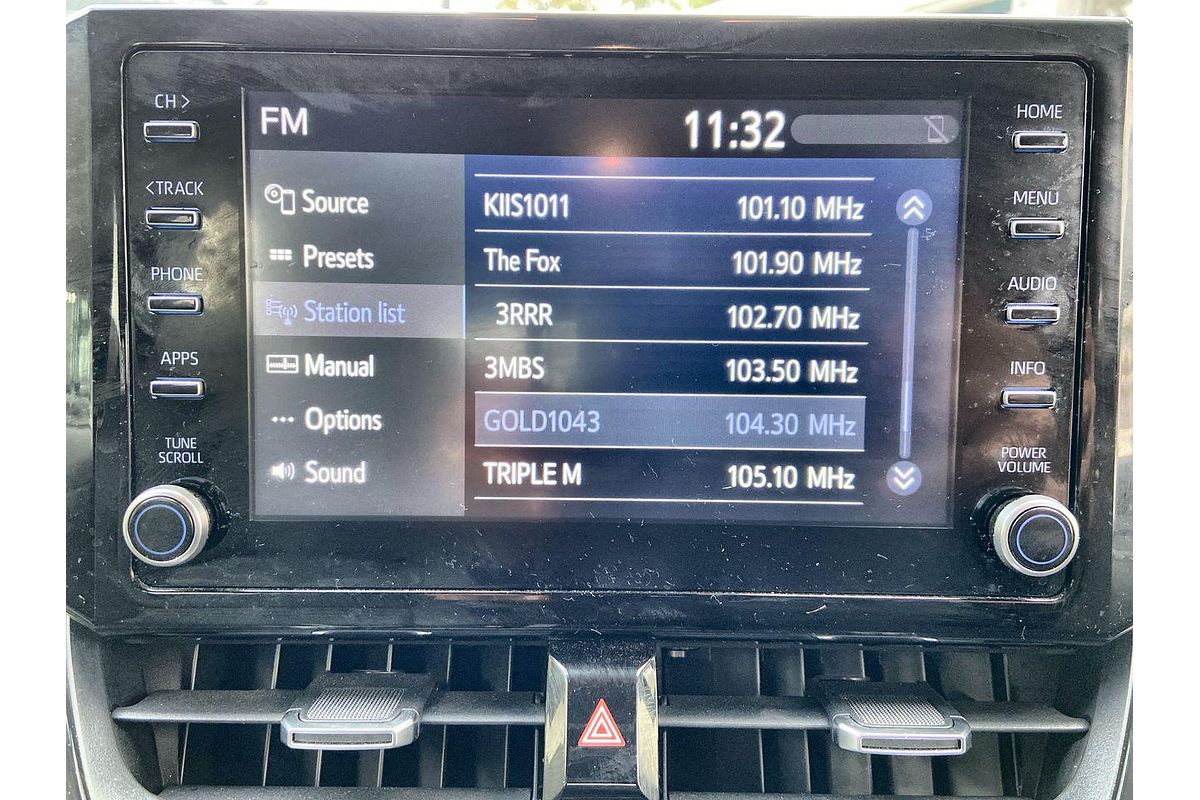 CH >
<TRACK
PHONE
APPS
TUNE
SCROLL
FM
11:32
Source
Presets
Station list
Manual
Options
Sound
KIIS1011 101.10 MHz
The Fox 101.90 MHz
3RRR 102.70 MHz
3MBS 103.50 MHz
GOLD1043 104.30 MHz
TRIPLE M 105.10 MHz
HOME
MENU
AUDIO
INFO
POWER
VOLUME